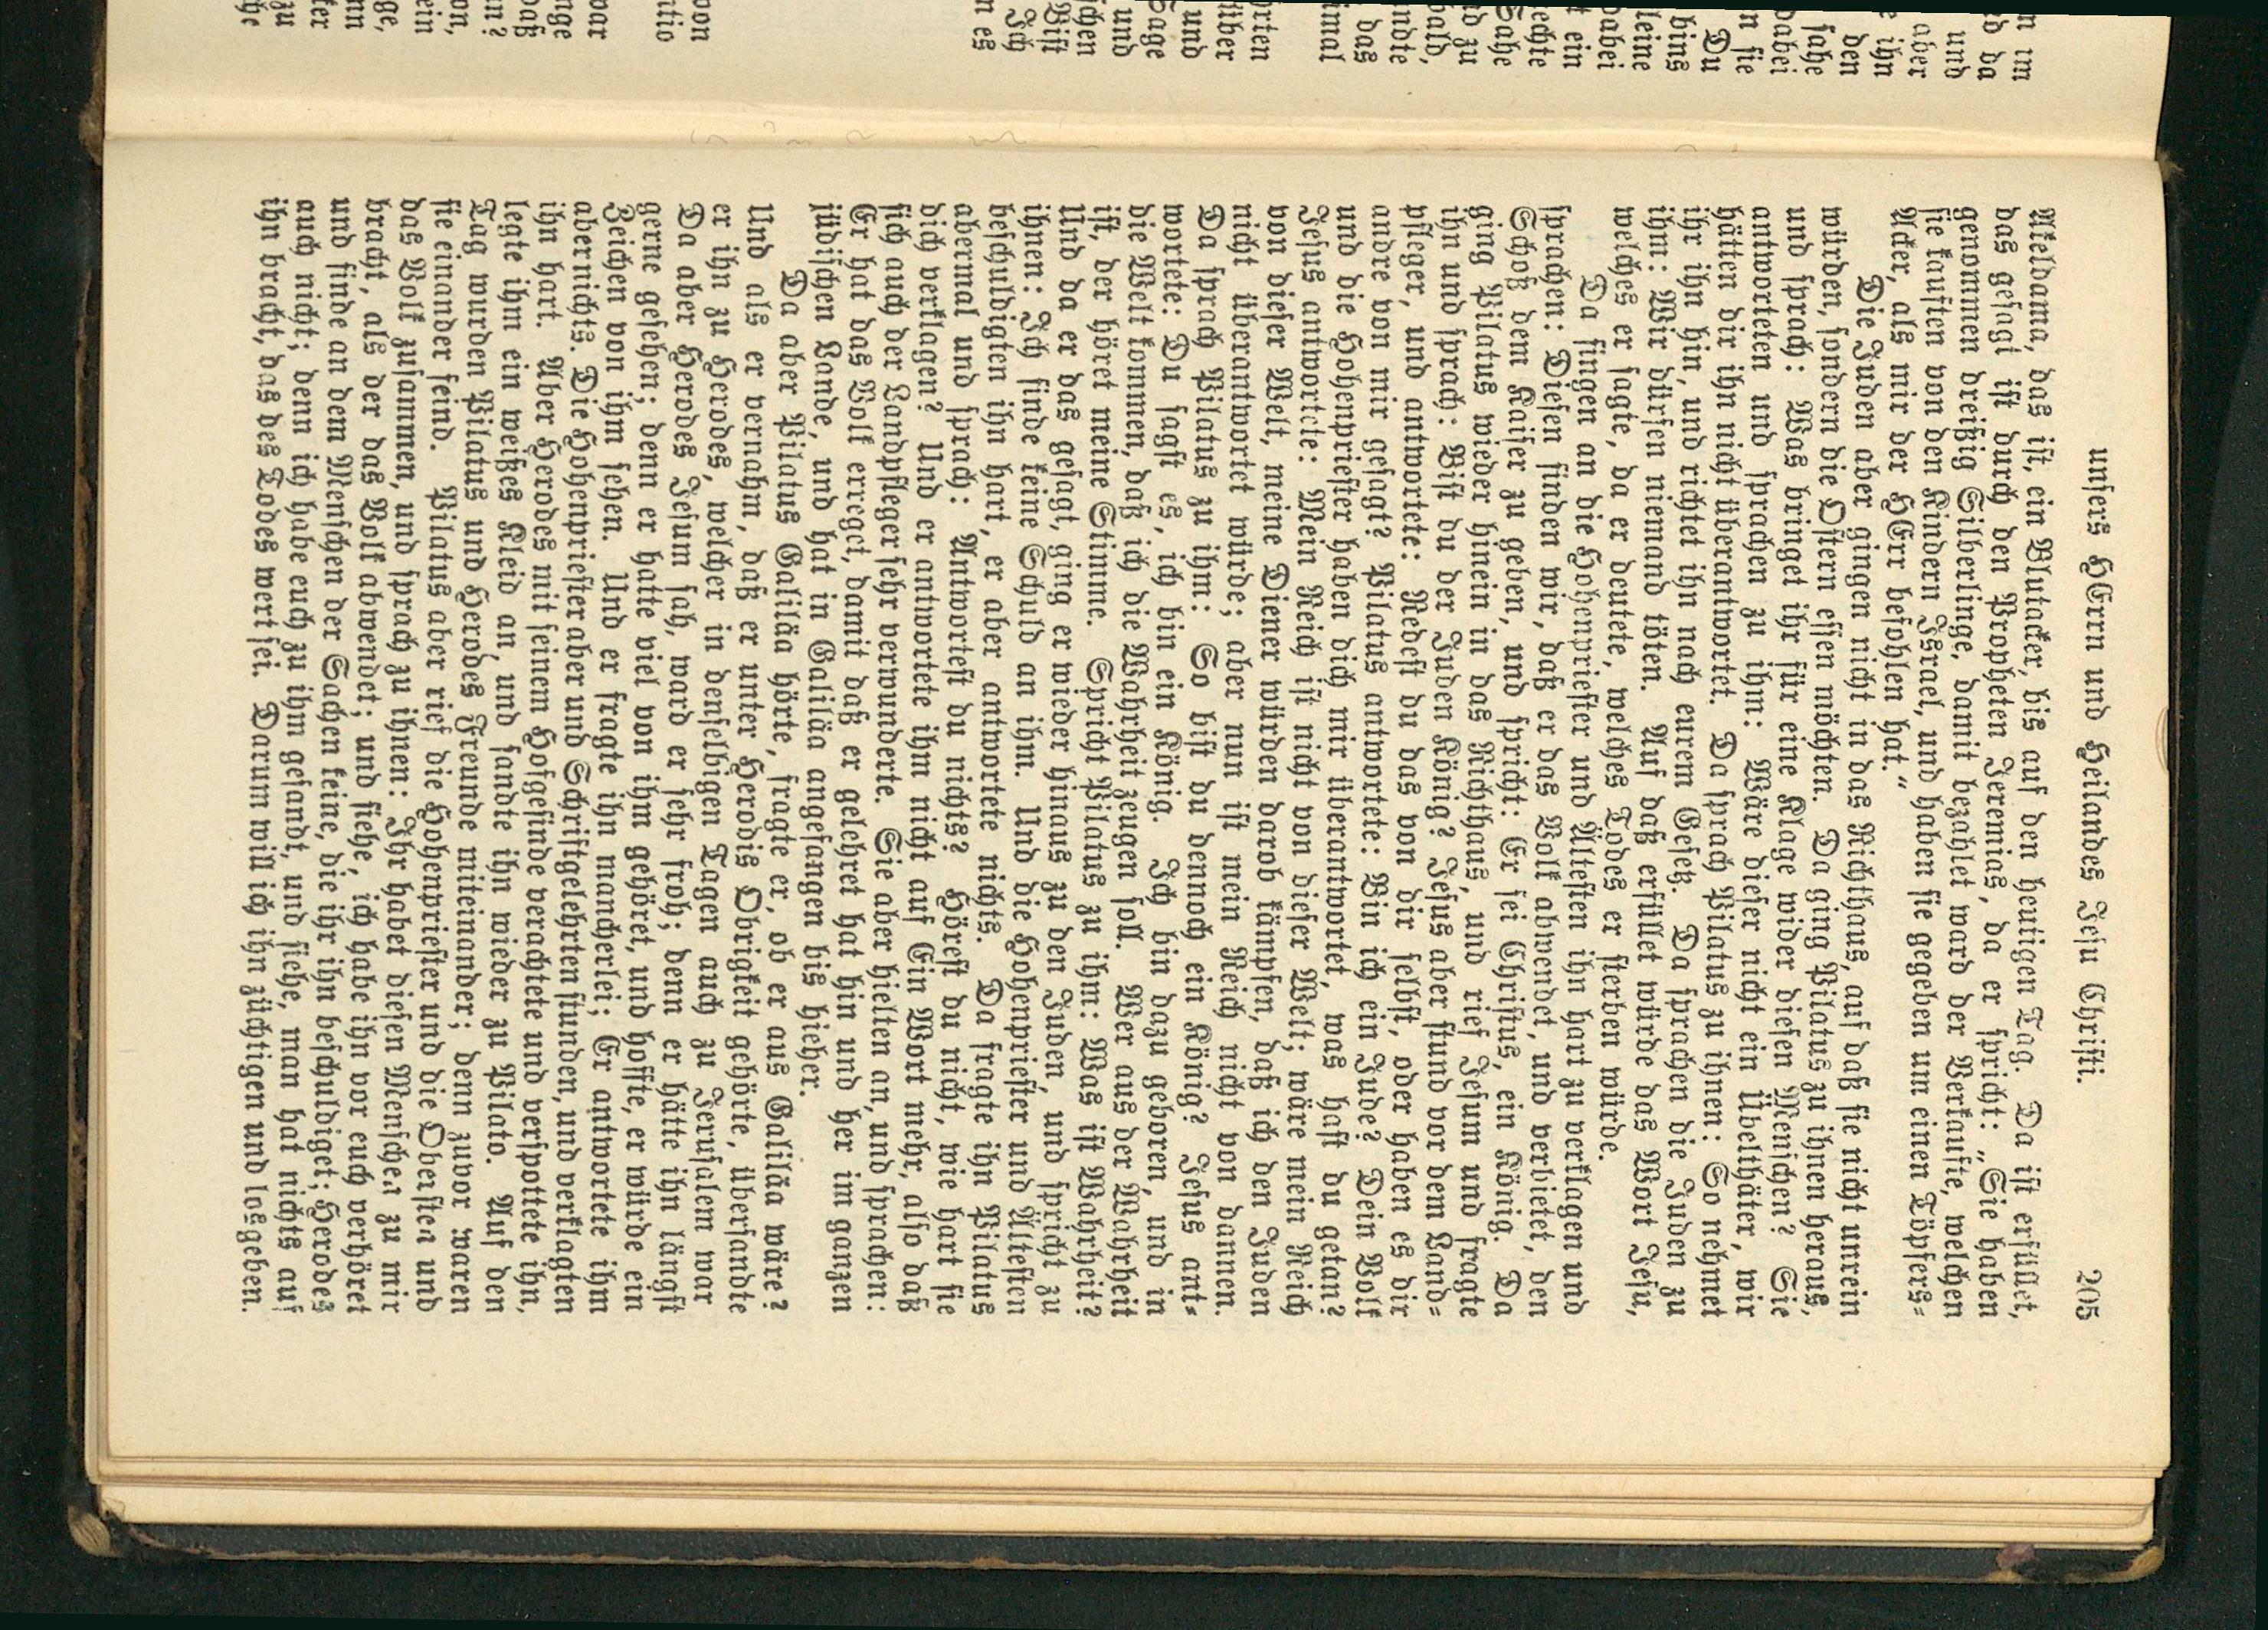 unsers HErrn und Heilandes Jesu Christi. 205
Akeldama, das ist, ein Blutacker, bis auf den heutigen Tag. Da ist erfüllet,
das gesagt ist durch den Propheten Jeremias, da er spricht: „Sie haben
genommen dreißig Silberlinge, damit bezahlet ward der Verkaufte, welchen
sie kauften von den Kindern Israel, und haben sie gegeben um einen Töpfers-
Acker, als mir der HErr befohlen hat.“
Die Juden aber gingen nicht in das Richthaus, auf daß sie nicht unrein
würden, sondern die Ostern essen möchten. Da ging Pilatus zu ihnen heraus,
und sprach: Was bringet ihr für eine Klage wider diesen Menschen? Sie
antworteten und sprachen zu ihm: Wäre dieser nicht ein Übelthäter, wir
hätten dir ihn nicht überantwortet. Da sprach Pilatus zu ihnen: So nehmet
ihr ihn hin, und richtet ihn nach eurem Gesetz. Da sprachen die Juden zu
ihm: Wir dürfen niemand töten. Auf daß erfüllet würde das Wort Jesu,
welches er sagte, da er deutete, welches Todes er sterben würde.
Da fingen an die Hohenpriester und Ältesten ihn hart zu verklagen und
sprachen: Diesen finden wir, daß er das Volk abwendet, und verbietet, den
Schoß dem Kaiser zu geben, und spricht: Er sei Christus, ein König. Da
ging Pilatus wieder hinein in das Richthaus, und rief Jesum und fragte
ihn und sprach: Bist du der Juden König? Jesus aber stund vor dem Land-
pfleger, und antwortete: Redest du das von dir selbst, oder haben es dir
andre von mir gesagt? Pilatus antwortete: Bin ich ein Jude? Dein Volk
und die Hohenpriester haben dich mir überantwortet, was hast du getan?
Jesus antwortete: Mein Reich ist nicht von dieser Welt; wäre mein Reich
von dieser Welt, meine Diener würden darob kämpfen, daß ich den Juden
nicht überantwortet würde; aber nun ist mein Reich nicht von dannen.
Da sprach Pilatus zu ihm: So bist du dennoch ein König? Jesus ant-
wortete: Du sagst es, ich bin ein König. Ich bin dazu geboren, und in
die Welt kommen, daß ich die Wahrheit zeugen soll. Wer aus der Wahrheit
ist, der höret meine Stimme. Spricht Pilatus zu ihm: Was ist Wahrheit?
Und da er das gesagt, ging er wieder hinaus zu den Juden, und spricht zu
ihnen: Ich finde keine Schuld an ihm. Und die Hohenpriester und Ältesten
beschuldigten ihn hart, er aber antwortete nichts. Da fragte ihn Pilatus
abermal und sprach: Antwortest du nichts? Hörest du nicht, wie hart sie
dich verklagen? Und er antwortete ihm nicht auf Ein Wort mehr, also daß
sich auch der Landpfleger sehr verwunderte. Sie aber hielten an, und sprachen:
Er hat das Volk erreget, damit daß er gelehret hat hin und her im ganzen
jüdischen Lande, und hat in Galiläa angefangen bis hieher.
Da aber Pilatus Galiläa hörte, fragte er, ob er aus Galiläa wäre?
Und als er vernahm, daß er unter Herodis Obrigkeit gehörte, übersandte
er ihn zu Herodes, welcher in denselbigen Tagen auch zu Jerusalem war
Da aber Herodes Jesum sah, ward er sehr froh; denn er hätte ihn längst
gerne gesehen; denn er hatte viel von ihm gehöret, und hoffte, er würde ein
Zeichen von ihm sehen. Und er fragte ihn mancherlei; Er antwortete ihm
aber nichts. Die Hohenpriester aber und Schriftgelehrten stunden, und verklagten
ihn hart. Aber Herodes mit seinem Hofgesinde verachtete und verspottete ihn,
legte ihm ein weißes Kleid an, und sandte ihn wieder zu Pilato. Auf den
Tag wurden Pilatus und Herodes Freunde miteinander; denn zuvor waren
sie einander feind. Pilatus aber rief die Hohenpriester und die Obersten und
das Volk zusammen, und sprach zu ihnen: Ihr habet diesen Menschen zu mir
bracht, als der das Volk abwendet; und siehe, ich habe ihn vor euch verhöret
und finde an dem Menschen der Sachen keine, die ihr ihn beschuldiget; Herodes
auch nicht; denn ich habe euch zu ihm gesandt, und siehe, man hat nichts auf
ihn bracht, das des Todes wert sei. Darum will ich ihn züchtigen und losgeben.